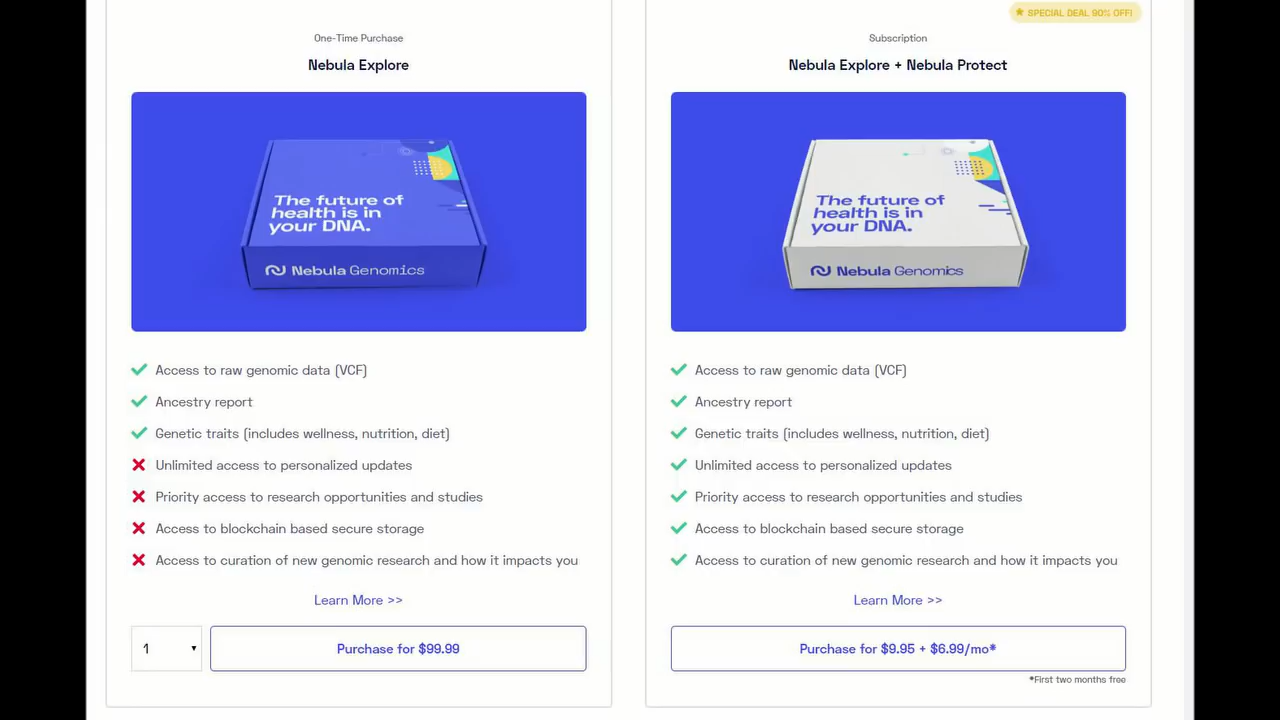 SPECIAL DEAL 90% OFF!
One-Time Purchase
Nebula Explore
The future of
health is in
your DNA.
Nebula Genomics
Access to raw genomic data (VCF)
Ancestry report
Genetic traits (includes wellness, nutrition, diet)
Unlimited access to personalized updates
Priority access to research opportunities and studies
Access to blockchain based secure storage
Access to curation of new genomic research and how it impacts you
Learn More >>
1
Purchase for $99.99
Subscription
Nebula Explore + Nebula Protect
The future of
health is in
your DNA.
Nebula Genomics
Access to raw genomic data (VCF)
Ancestry report
Genetic traits (includes wellness, nutrition, diet)
Unlimited access to personalized updates
Priority access to research opportunities and studies
Access to blockchain based secure storage
Access to curation of new genomic research and how it impacts you
Learn More >>
Purchase for $9.95 + $6.99/mo*
*First two months free